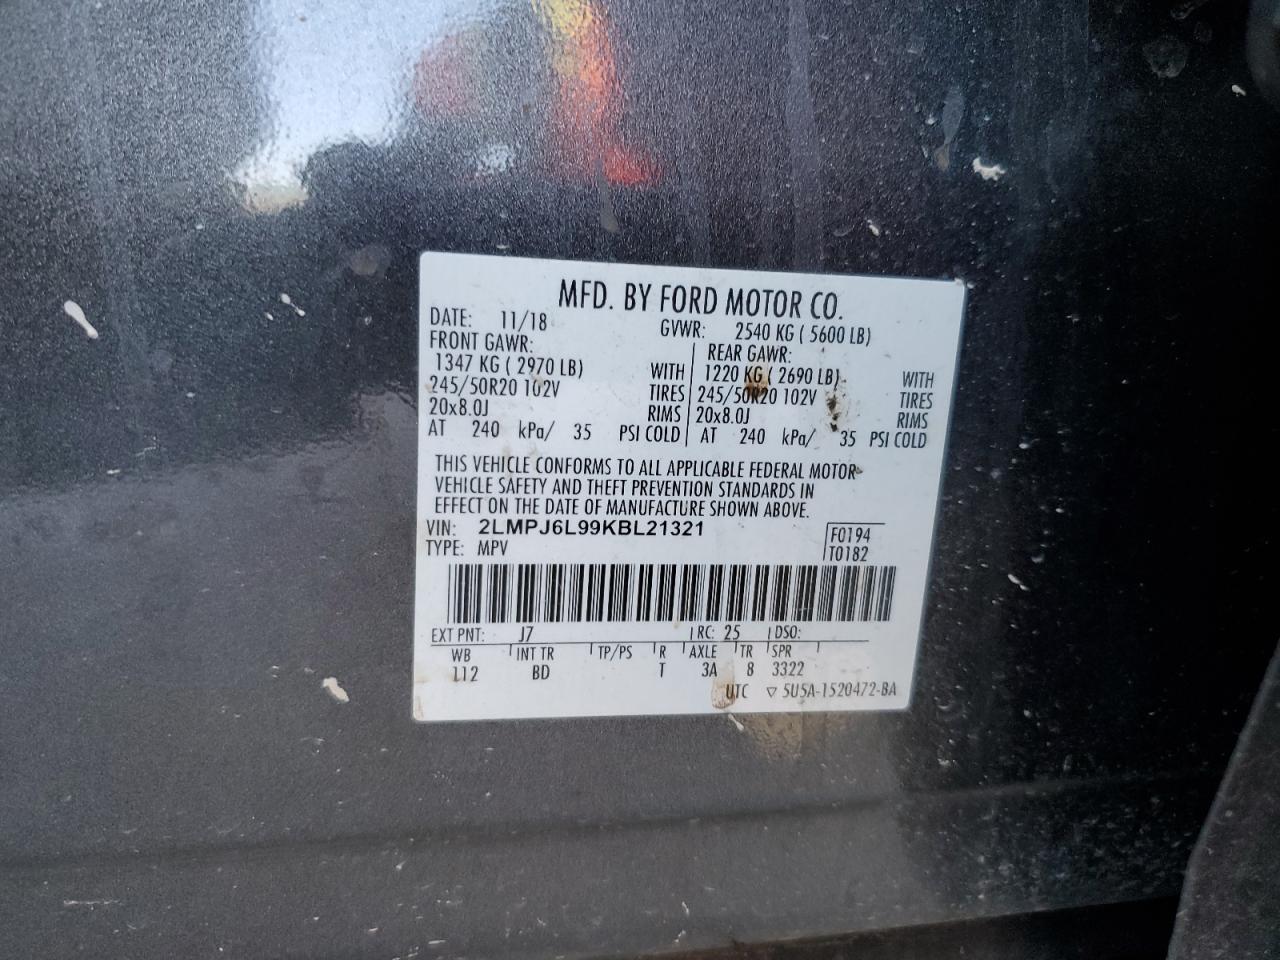 MFD. BY FORD MOTOR CO.
DATE: 11/18 GVWR: 2540 KG ( 5600 LB)
FRONT GAWR: REAR GAWR:
1347 KG ( 2970 LB) WITH 1220 KG ( 2690 LB) WITH
245/50R20 102V TIRES 245/50R20 102V TIRES
20x8.0J RIMS 20x8.0J RIMS
AT 240 kPa/ 35 PSI COLD AT 240 kPa/ 35 PSI COLD
THIS VEHICLE CONFORMS TO ALL APPLICABLE FEDERAL MOTOR
VEHICLE SAFETY AND THEFT PREVENTION STANDARDS IN
EFFECT ON THE DATE OF MANUFACTURE SHOWN ABOVE.
VIN: 2LMPJ6L99KBL21321 F0194
TYPE: MPV T0182
EXT PNT: J7 RC: 25 DSO:
WB INT TR TP/PS R AXLE TR SPR
112 BD T 3A 8 3322
UTC ▽ 5U5A-1520472-BA